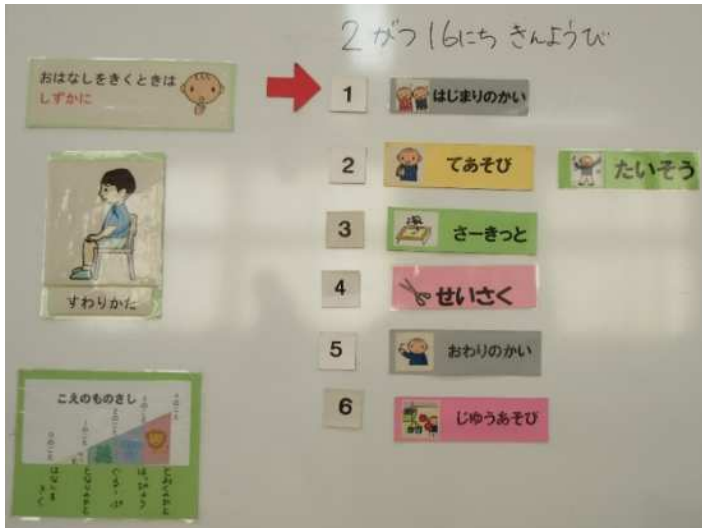 2がつ16にち きんようび
おはなしをきくときは
しずかに
1 はじまりのかい
2 てあそび たいそう
3 さーきっと
4 せいさく
5 おわりのかい
6 じゆうあそび
すわりかた
こえのものさし